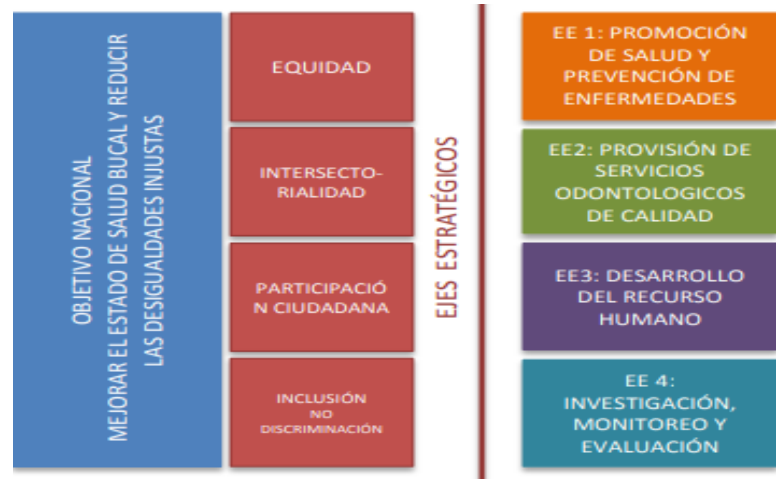 OBJETIVO NACIONAL
MEJORAR EL ESTADO DE SALUD BUCAL Y REDUCIR
LAS DESIGUALDADES INJUSTAS
EQUIDAD
INTERSECTO-
RIALIDAD
PARTICIPACIÓ
N CIUDADANA
INCLUSIÓN
NO
DISCRIMINACIÓN
EJES ESTRATÉGICOS
EE 1: PROMOCIÓN
DE SALUD Y
PREVENCIÓN DE
ENFERMEDADES
EE2: PROVISIÓN DE
SERVICIOS
ODONTOLOGICOS
DE CALIDAD
EE3: DESARROLLO
DEL RECURSO
HUMANO
EE 4:
INVESTIGACIÓN,
MONITOREO Y
EVALUACIÓN